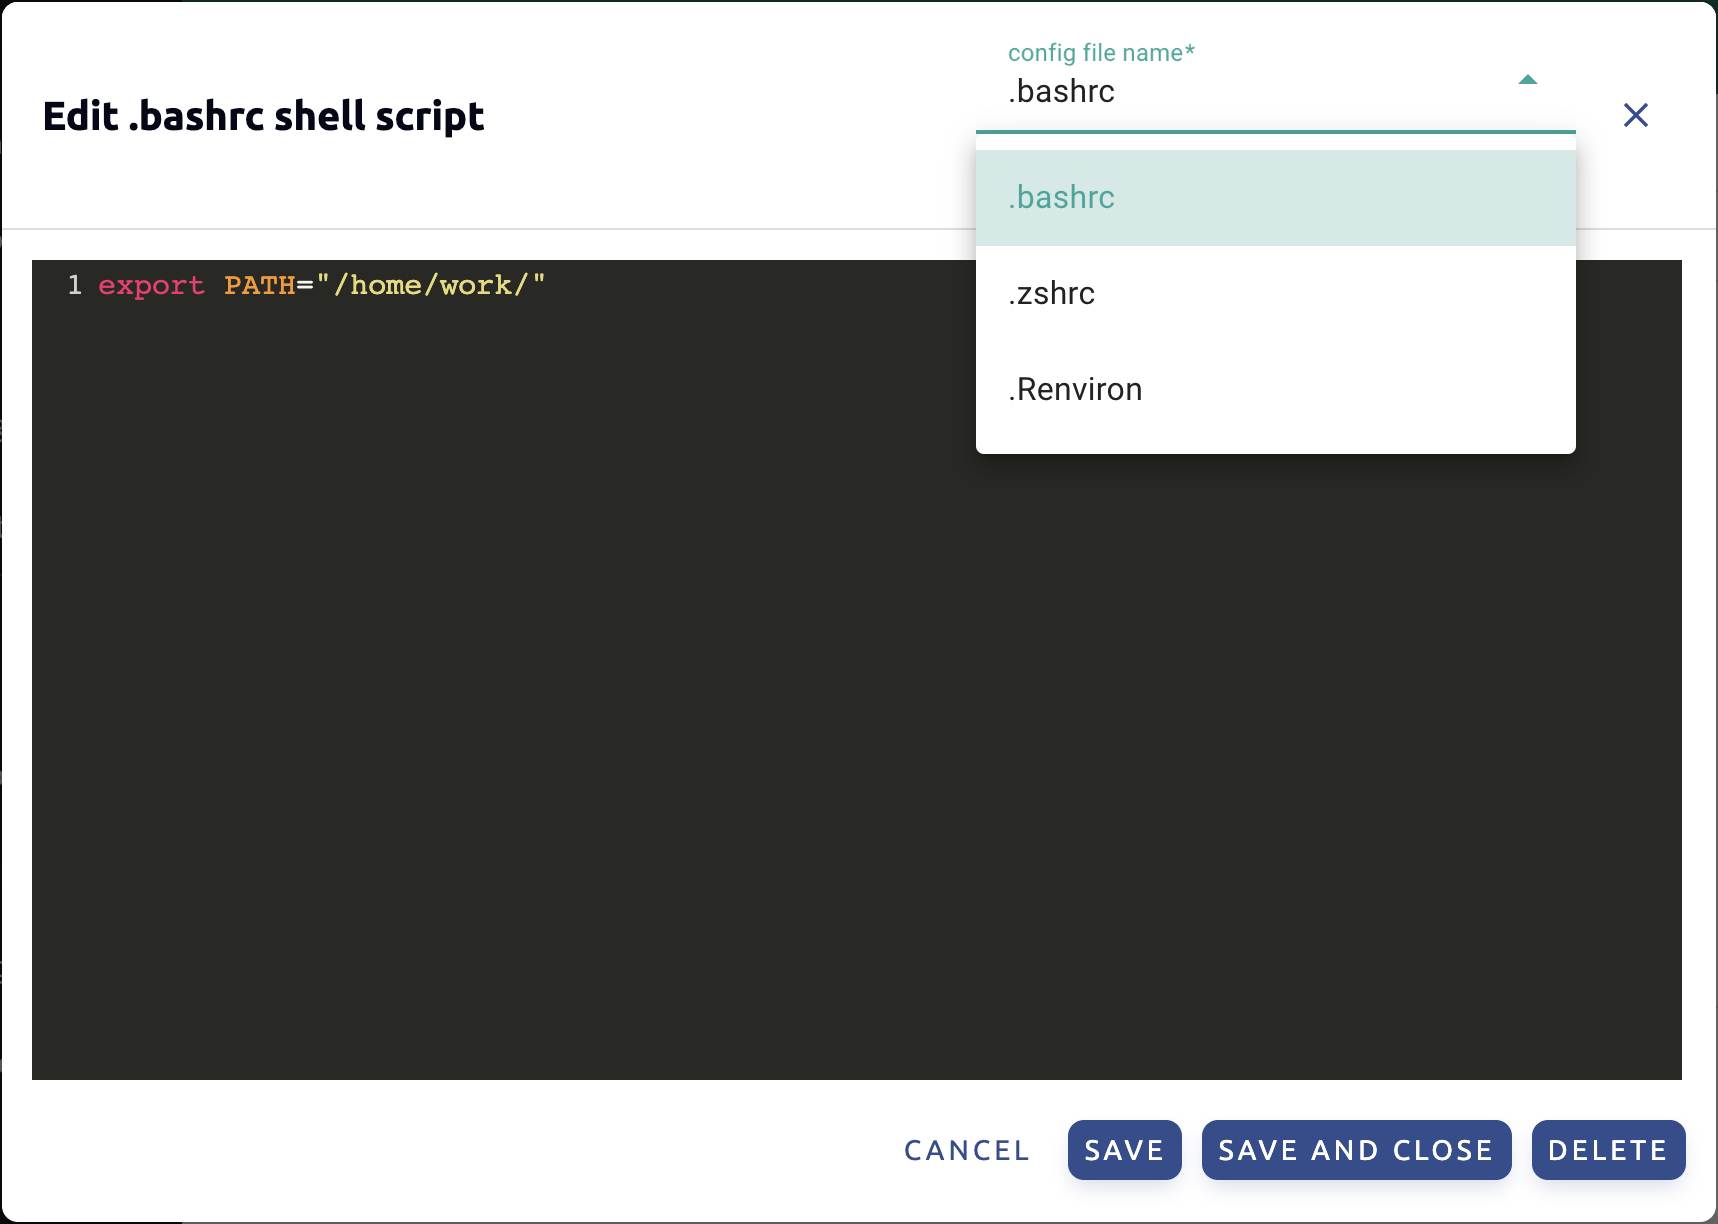 config file name*
.bashrc
Edit .bashrc shell script
.bashrc
.zshrc
.Renviron
1 export PATH="/home/work/"
CANCEL SAVE SAVE AND CLOSE DELETE